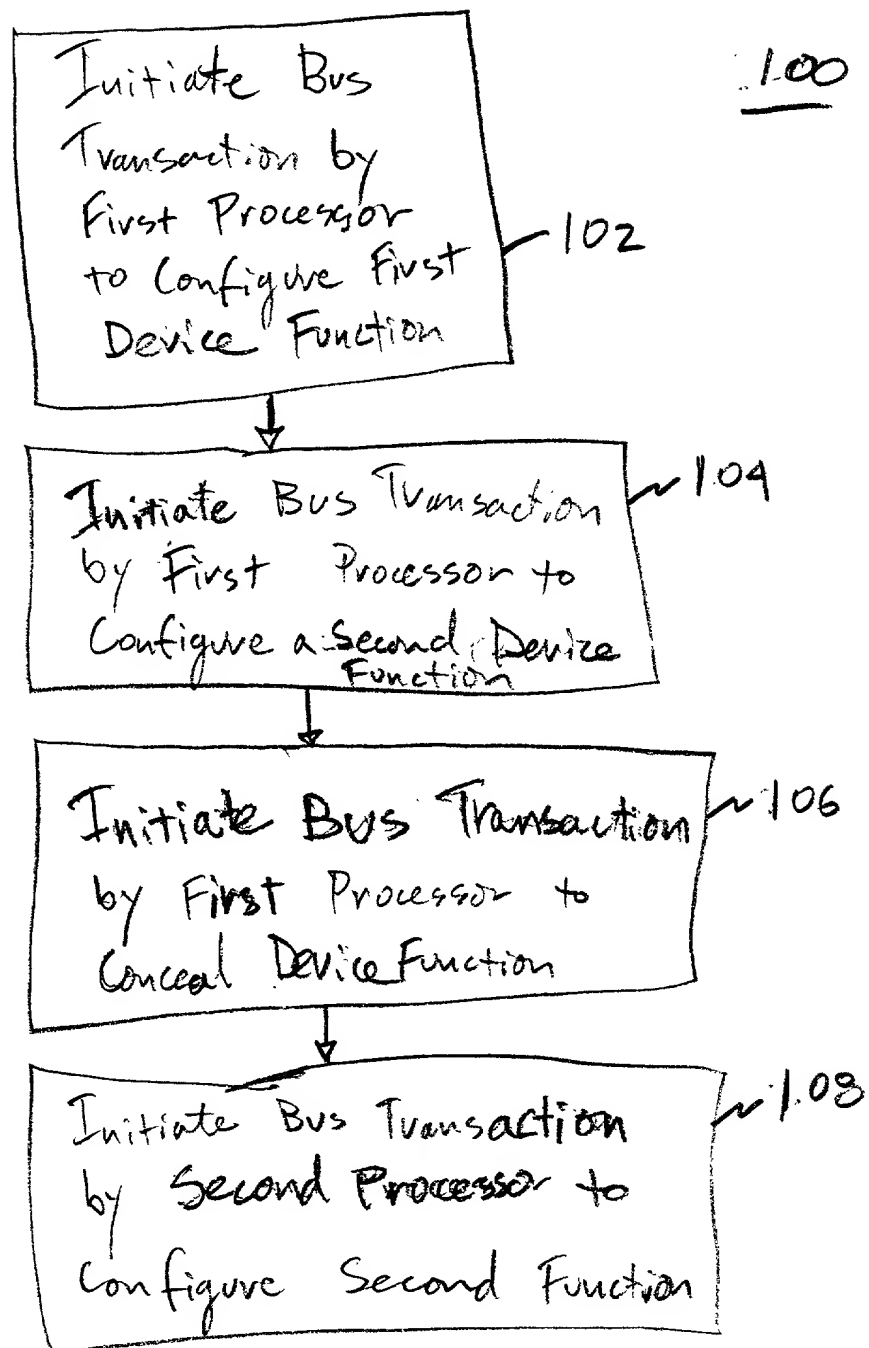 100
Initiate Bus
Transaction by
First Processor
to Configure First
Device Function
102
Initiate Bus Transaction
by First Processor to
Configure a Second Device
Function
104
Initiate Bus Transaction
by First Processor to
Conceal Device Function
106
Initiate Bus Transaction
by Second Processor to
Configure Second Function
108